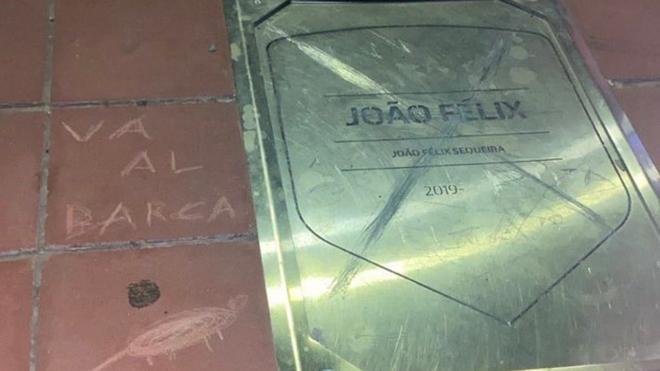 VA
AL
BARCA
JOÃO FÉLIX
JOÃO FÉLIX SEQUEIRA
2019-